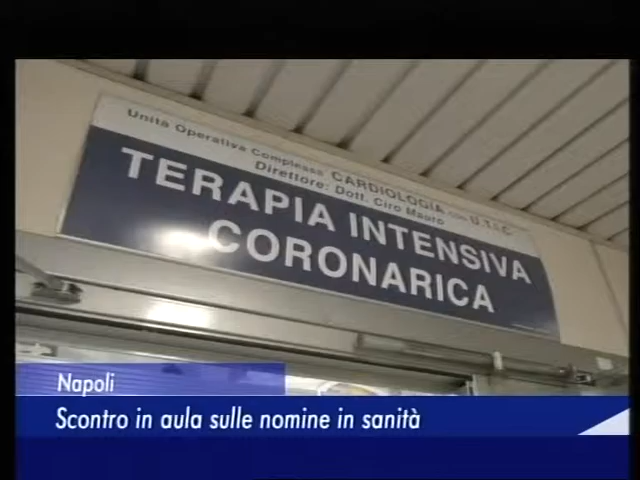 Unità Operativa Complessa CARDIOLOGIA con U.T.I.C.
Direttore: Dott. Ciro Mauro
TERAPIA INTENSIVA
CORONARICA
Napoli
Scontro in aula sulle nomine in sanità